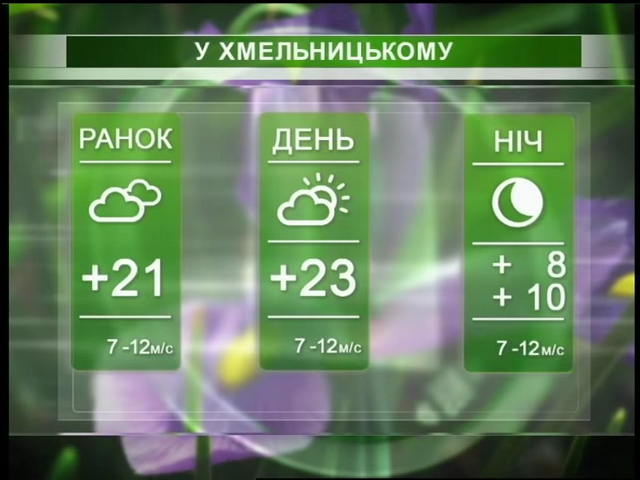 У ХМЕЛЬНИЦЬКОМУ
РАНОК
+21
7 -12м/с
ДЕНЬ
+23
7 -12м/с
НІЧ
+ 8
+ 10
7 -12м/с